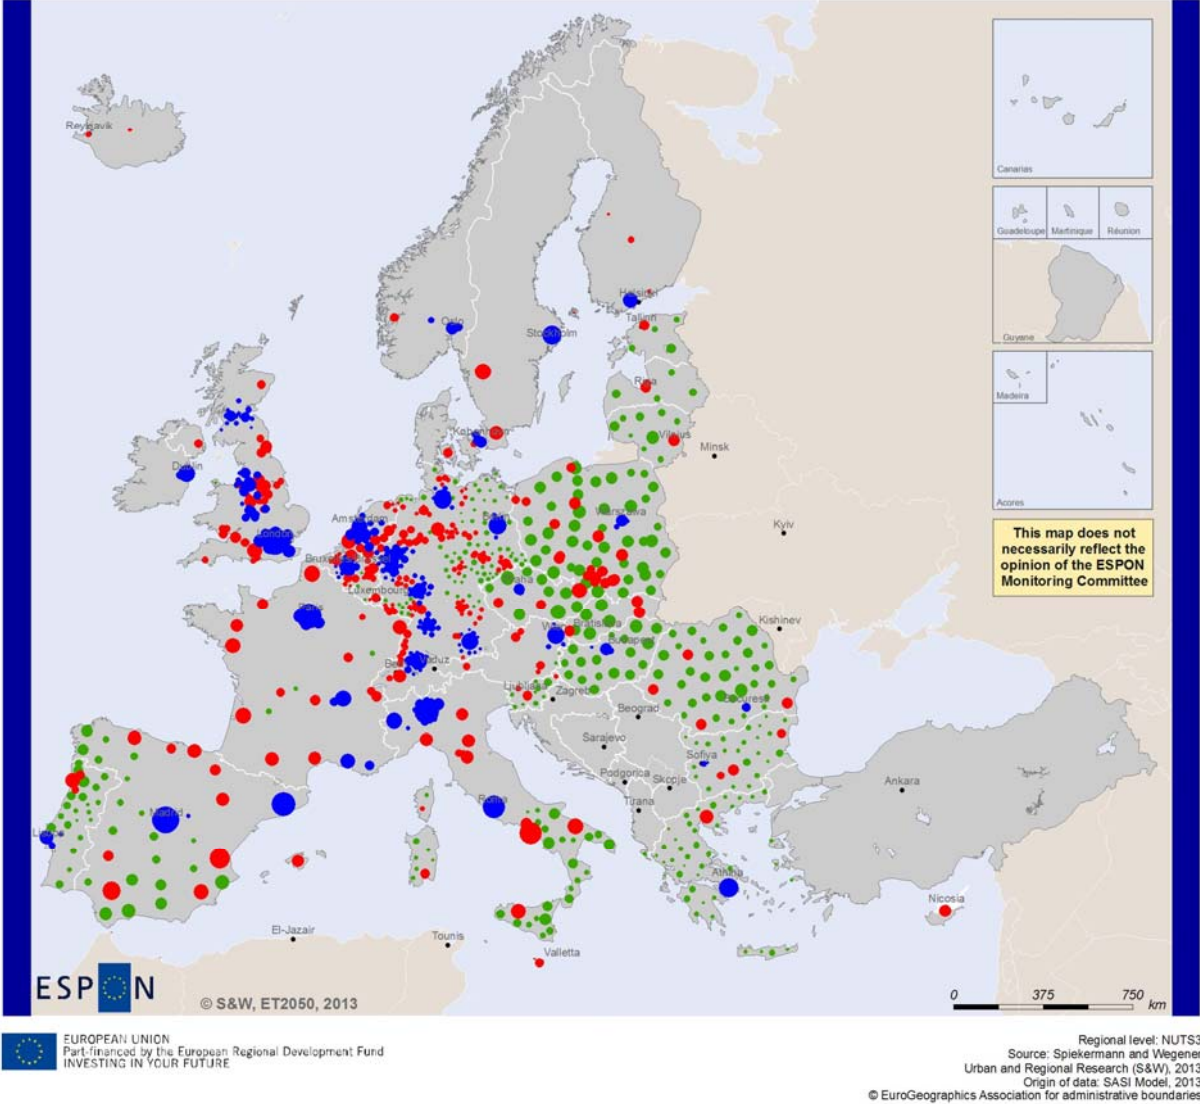 Reykjavik
Canarias
Guadeloupe
Martinique
Réunion
Guyane
Madeira
Acores
This map does not
necessarily reflect the
opinion of the ESPON
Monitoring Committee
Oslo
Stockholm
Helsinki
Tallinn
Riga
Vilnius
Minsk
København
Dublin
London
Amsterdam
Warszawa
Kyiv
Luxembourg
Praha
Paris
Bratislava
Budapest
Kishinev
Vaduz
Ljubljana
Zagreb
Beograd
Bucuresti
Sarajevo
Sofiya
Podgorica
Skopje
Tirana
Ankara
Madrid
Roma
Athina
Nicosia
El-Jazair
Tounis
Valletta
ESPON
© S&W, ET2050, 2013
0 375 750
km
EUROPEAN UNION
Part-financed by the European Regional Development Fund
INVESTING IN YOUR FUTURE
Regional level: NUTS3
Source: Spiekermann and Wegener
Urban and Regional Research (S&W), 2013
Origin of data: SASI Model, 2013
© EuroGeographics Association for administrative boundaries